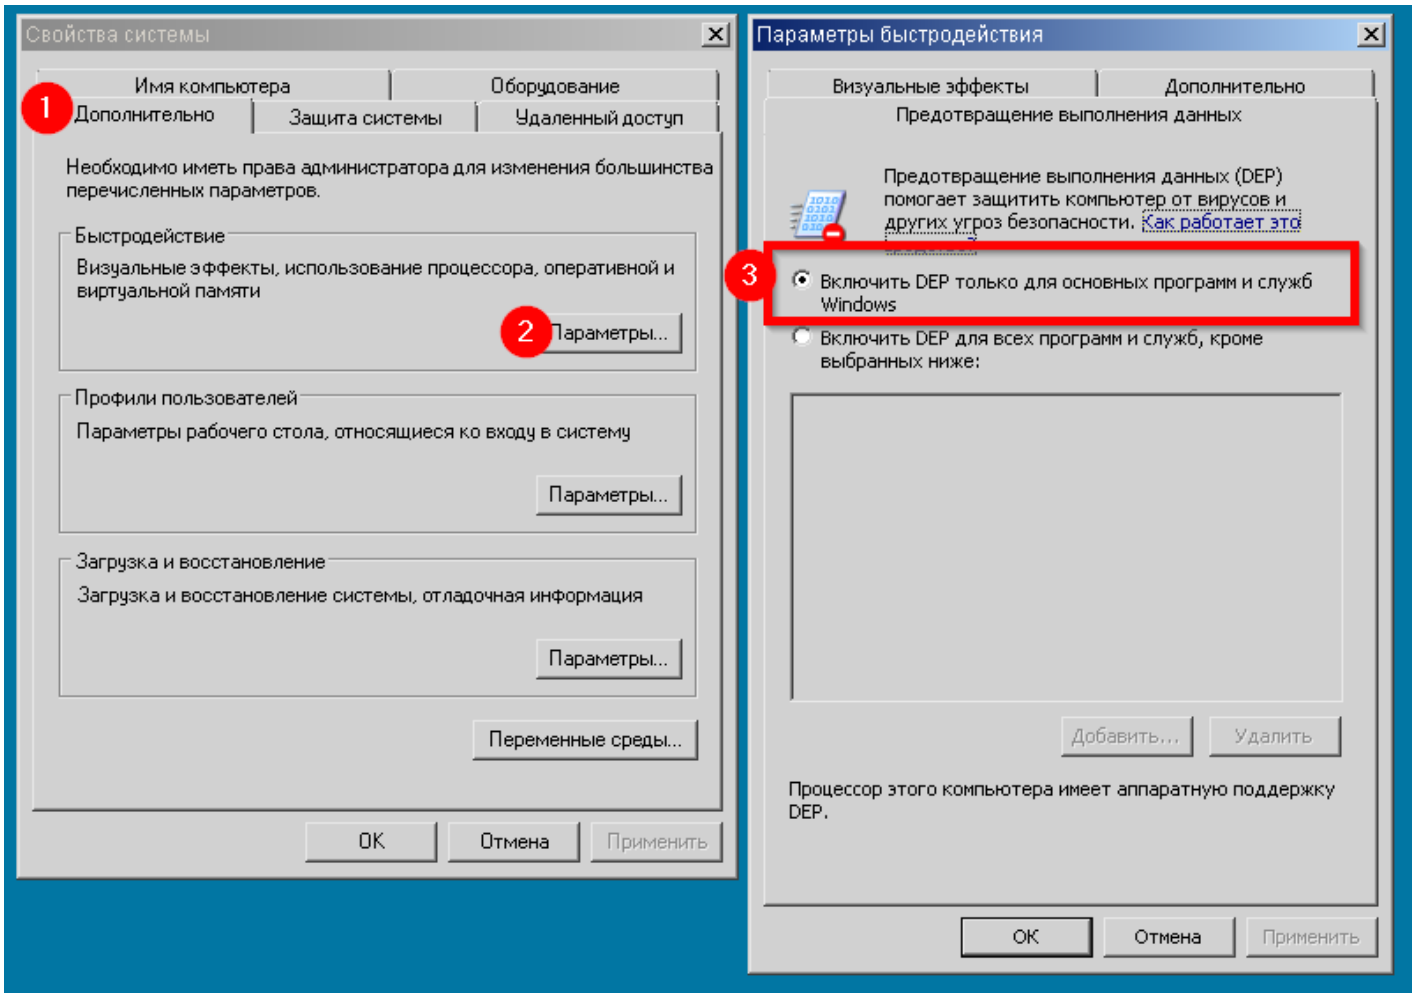 Свойства системы
Имя компьютера
Оборудование
1
Дополнительно
Защита системы
Удаленный доступ
Необходимо иметь права администратора для изменения большинства
перечисленных параметров.
Быстродействие
Визуальные эффекты, использование процессора, оперативной и
виртуальной памяти
2
Параметры...
Профили пользователей
Параметры рабочего стола, относящиеся ко входу в систему
Параметры...
Загрузка и восстановление
Загрузка и восстановление системы, отладочная информация
Параметры...
Переменные среды...
OK
Отмена
Применить
Параметры быстродействия
Визуальные эффекты
Дополнительно
Предотвращение выполнения данных
Предотвращение выполнения данных (DEP)
помогает защитить компьютер от вирусов и
других угроз безопасности. Как работает это
3
Включить DEP только для основных программ и служб
Windows
Включить DEP для всех программ и служб, кроме
выбранных ниже:
Добавить...
Удалить
Процессор этого компьютера имеет аппаратную поддержку
DEP.
OK
Отмена
Применить